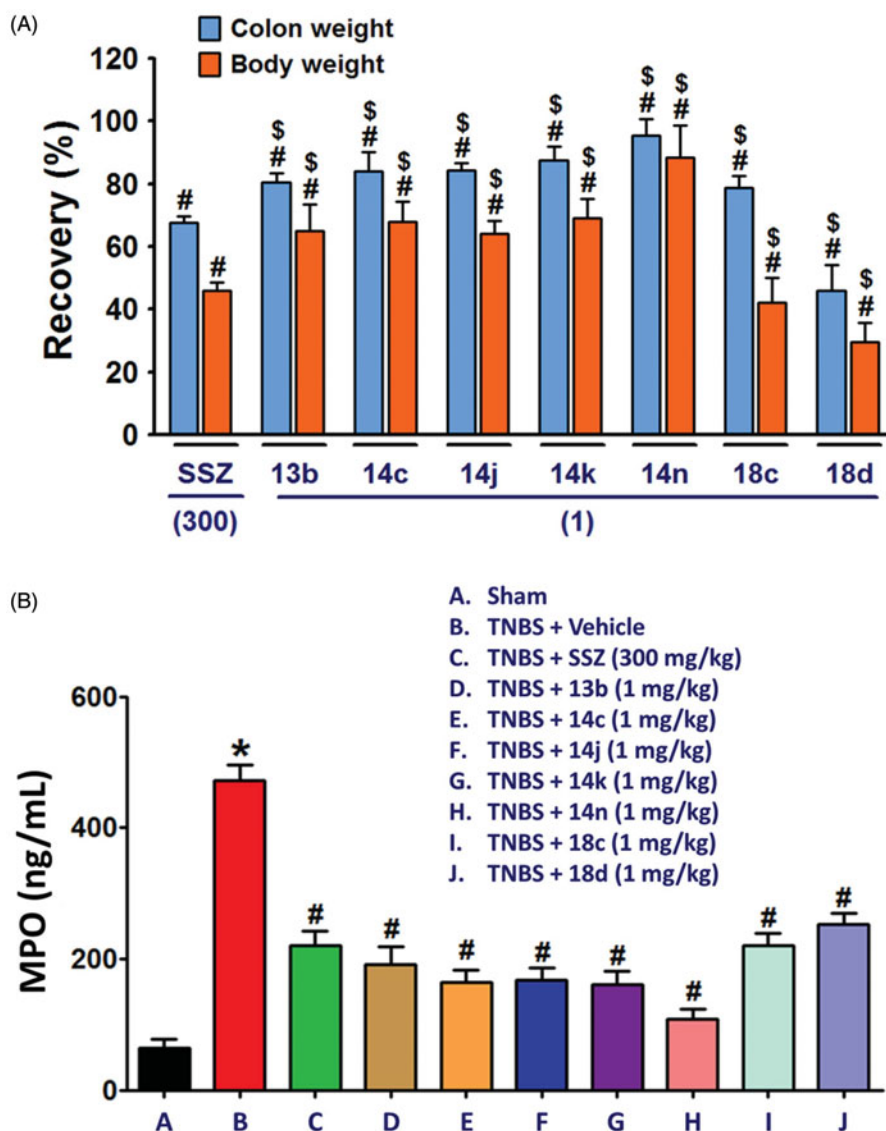 (A)
Colon weight
Body weight
Recovery (%)
120
100
80
60
40
20
0
# # $ # $ # $ # $ # $ # $ # $ # $ # $ # $ # $ # $ # $ # $ #
SSZ 13b 14c 14j 14k 14n 18c 18d
(300) (1)
(B)
A. Sham
B. TNBS + Vehicle
C. TNBS + SSZ (300 mg/kg)
D. TNBS + 13b (1 mg/kg)
E. TNBS + 14c (1 mg/kg)
F. TNBS + 14j (1 mg/kg)
G. TNBS + 14k (1 mg/kg)
H. TNBS + 14n (1 mg/kg)
I. TNBS + 18c (1 mg/kg)
J. TNBS + 18d (1 mg/kg)
MPO (ng/mL)
600
400
200
0
* # # # # # # # #
A B C D E F G H I J